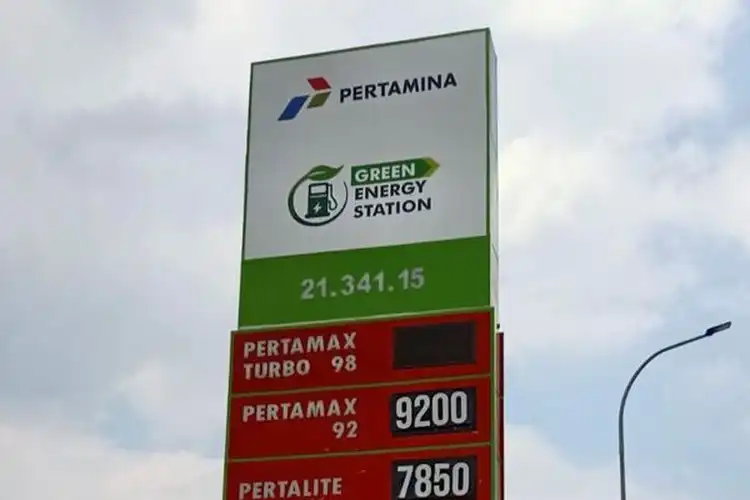 PERTAMINA
GREEN
ENERGY
STATION
21.341.15
PERTAMAX
TURBO 98
PERTAMAX
92
9200
PERTALITE
7850